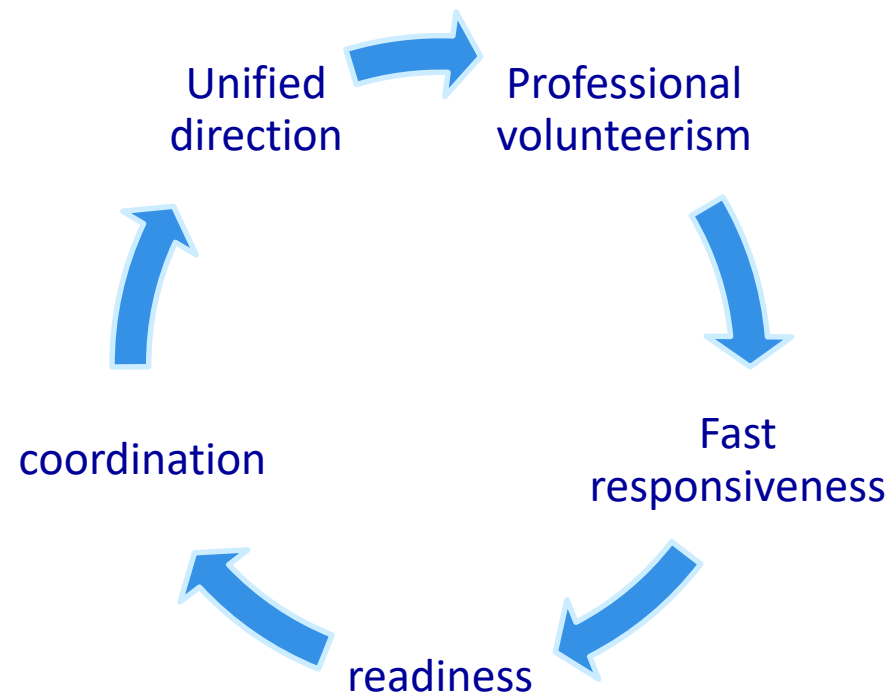 Unified
direction
Professional
volunteerism
Fast
responsiveness
readiness
coordination